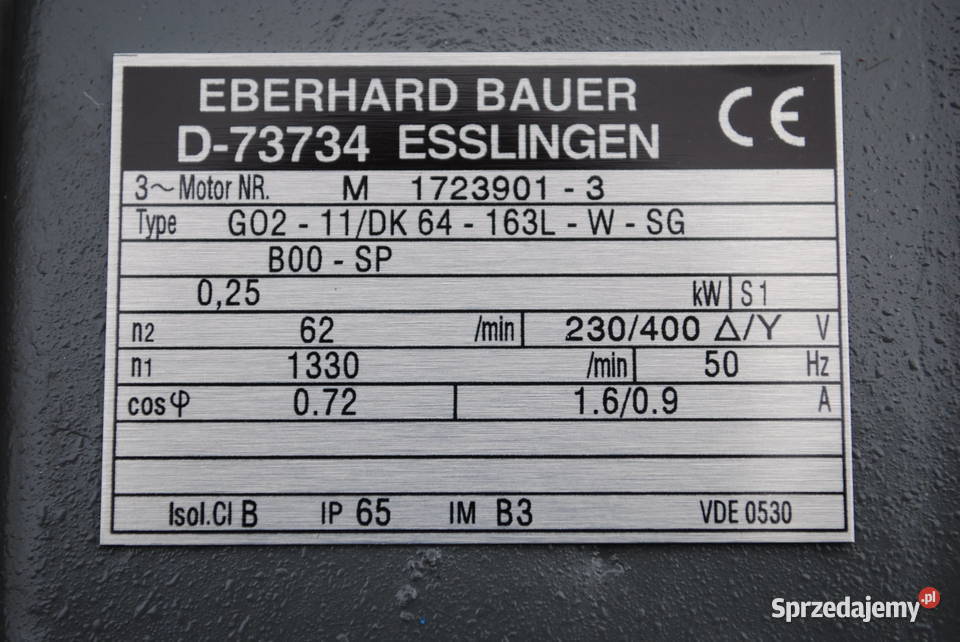 EBERHARD BAUER
D-73734 ESSLINGEN CE
3~ Motor NR. M 1723901 - 3
Type GO2 - 11/DK 64 - 163L - W - SG
B00 - SP
0,25 kW S1
n2 62 /min 230/400 Δ/Y V
n1 1330 /min 50 Hz
cosφ 0.72 1.6/0.9 A
Isol.Cl B IP 65 IM B3 VDE 0530
Sprzedajemy.pl